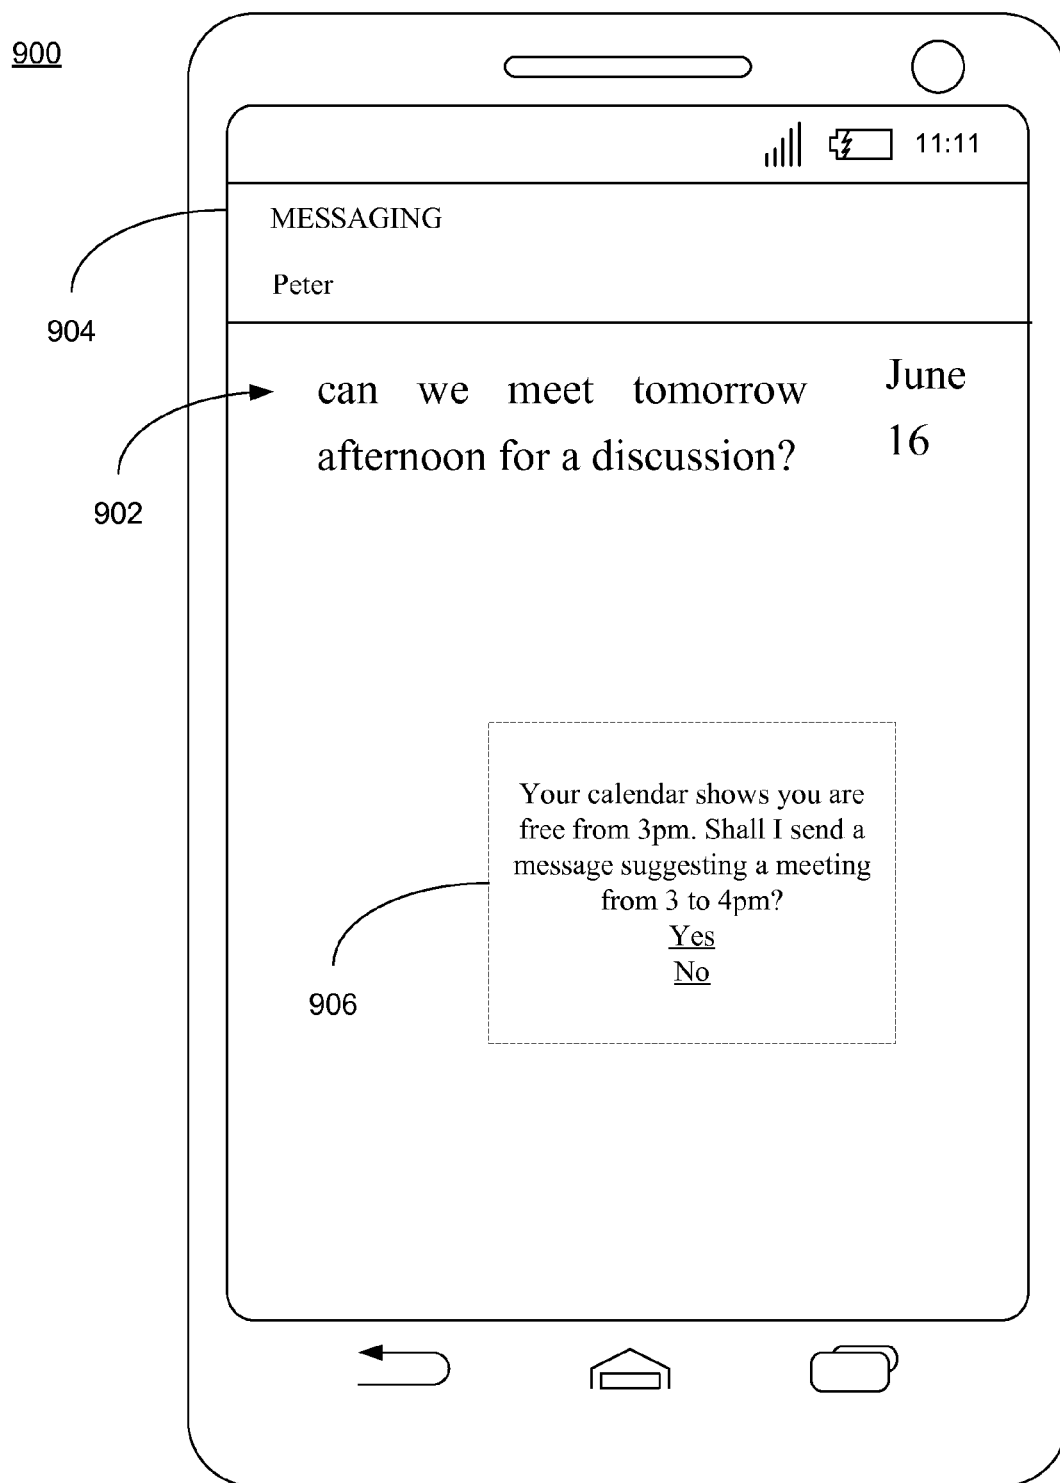 900
11:11
MESSAGING
Peter
904
can we meet tomorrow
afternoon for a discussion?
June
16
902
Your calendar shows you are
free from 3pm. Shall I send a
message suggesting a meeting
from 3 to 4pm?
Yes
No
906